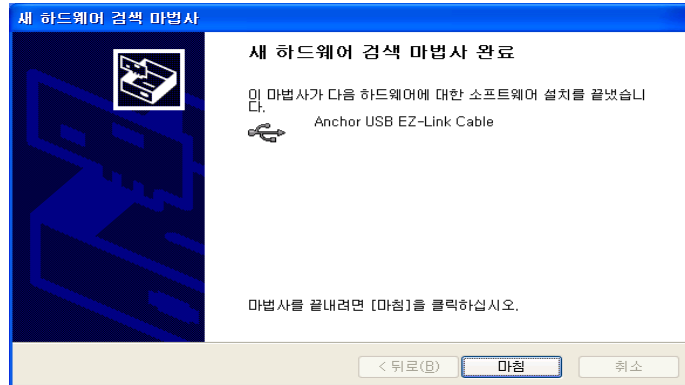 새 하드웨어 검색 마법사
새 하드웨어 검색 마법사 완료
이 마법사가 다음 하드웨어에 대한 소프트웨어 설치를 끝냈습니
다.
Anchor USB EZ-Link Cable
마법사를 끝내려면 [마침]을 클릭하십시오.
< 뒤로(B) 마침 취소